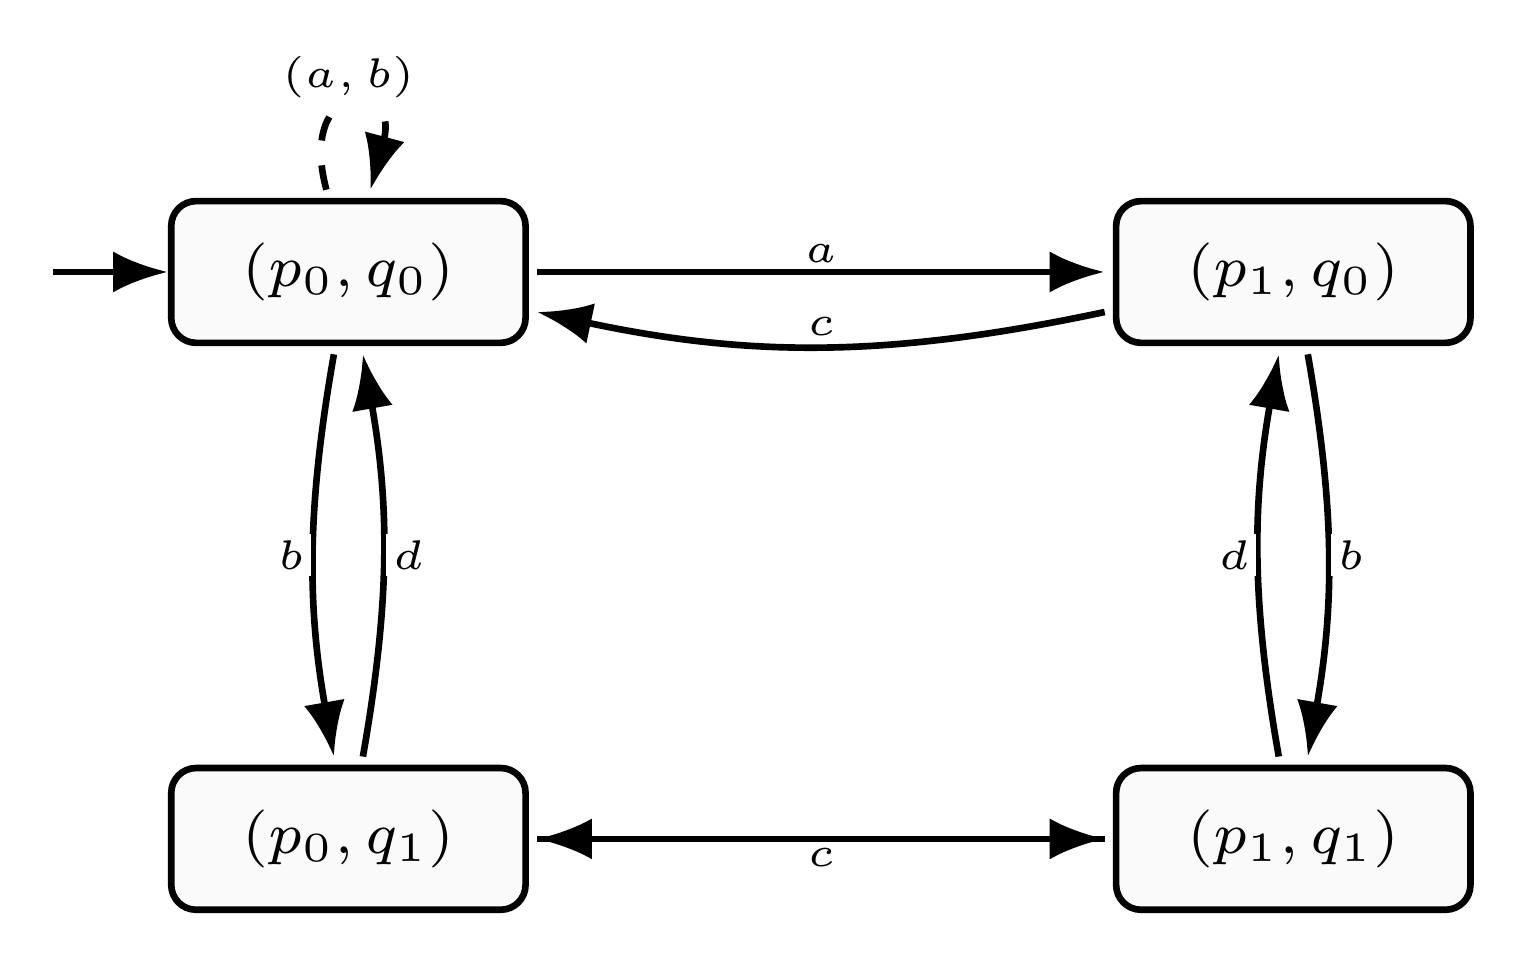 (a, b)
(p₀, q₀)
a
(p₁, q₀)
c
b
d
d
b
(p₀, q₁)
c
(p₁, q₁)